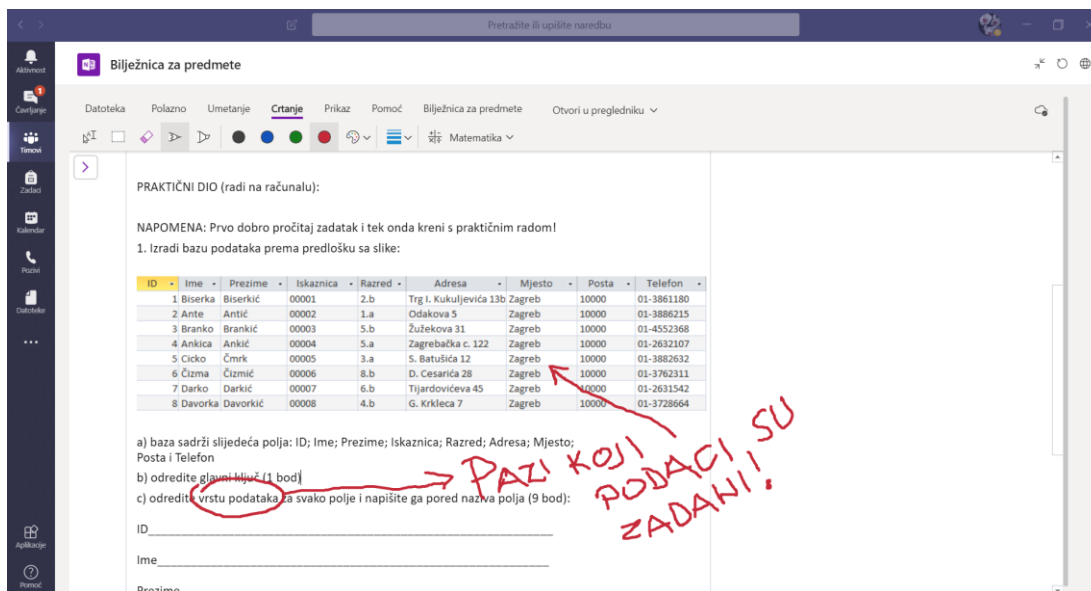 Pretražite ili upišite naredbu
Aktivnost
1
Čavrljanje
Timovi
Zadaci
Kalendar
Pozivi
Datoteke
Aplikacije
Pomoć
Bilježnica za predmete
Datoteka Polazno Umetanje Crtanje Prikaz Pomoć Bilježnica za predmete Otvori u pregledniku
Matematika
PRAKTIČNI DIO (radi na računalu):
NAPOMENA: Prvo dobro pročitaj zadatak i tek onda kreni s praktičnim radom!
1. Izradi bazu podataka prema predlošku sa slike:
ID Ime Prezime Iskaznica Razred Adresa Mjesto Posta Telefon
1 Biserka Biserkić 00001 2.b Trg I. Kukuljevića 13b Zagreb 10000 01-3861180
2 Ante Antić 00002 1.a Odakova 5 Zagreb 10000 01-3886215
3 Branko Brankić 00003 5.b Žužekova 31 Zagreb 10000 01-4552368
4 Ankica Ankić 00004 5.a Zagrebačka c. 122 Zagreb 10000 01-2632107
5 Cicko Čmrk 00005 3.a S. Batušića 12 Zagreb 10000 01-3882632
6 Čizma Čizmić 00006 8.b D. Cesarića 28 Zagreb 10000 01-3762311
7 Darko Darkić 00007 6.b Tijardovićeva 45 Zagreb 10000 01-2631542
8 Davorka Davorkić 00008 4.b G. Krkleca 7 Zagreb 10000 01-3728664
a) baza sadrži slijedeća polja: ID; Ime; Prezime; Iskaznica; Razred; Adresa; Mjesto;
Posta i Telefon
b) odredite glavni ključ (1 bod)
c) odredite vrstu podataka za svako polje i napišite ga pored naziva polja (9 bod):
PAZI KOJI
PODACI SU
ZADANI!
ID
Ime
Prezime